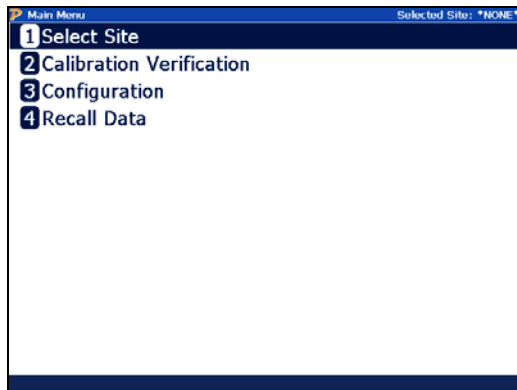 Main Menu Selected Site: *NONE*
1 Select Site
2 Calibration Verification
3 Configuration
4 Recall Data